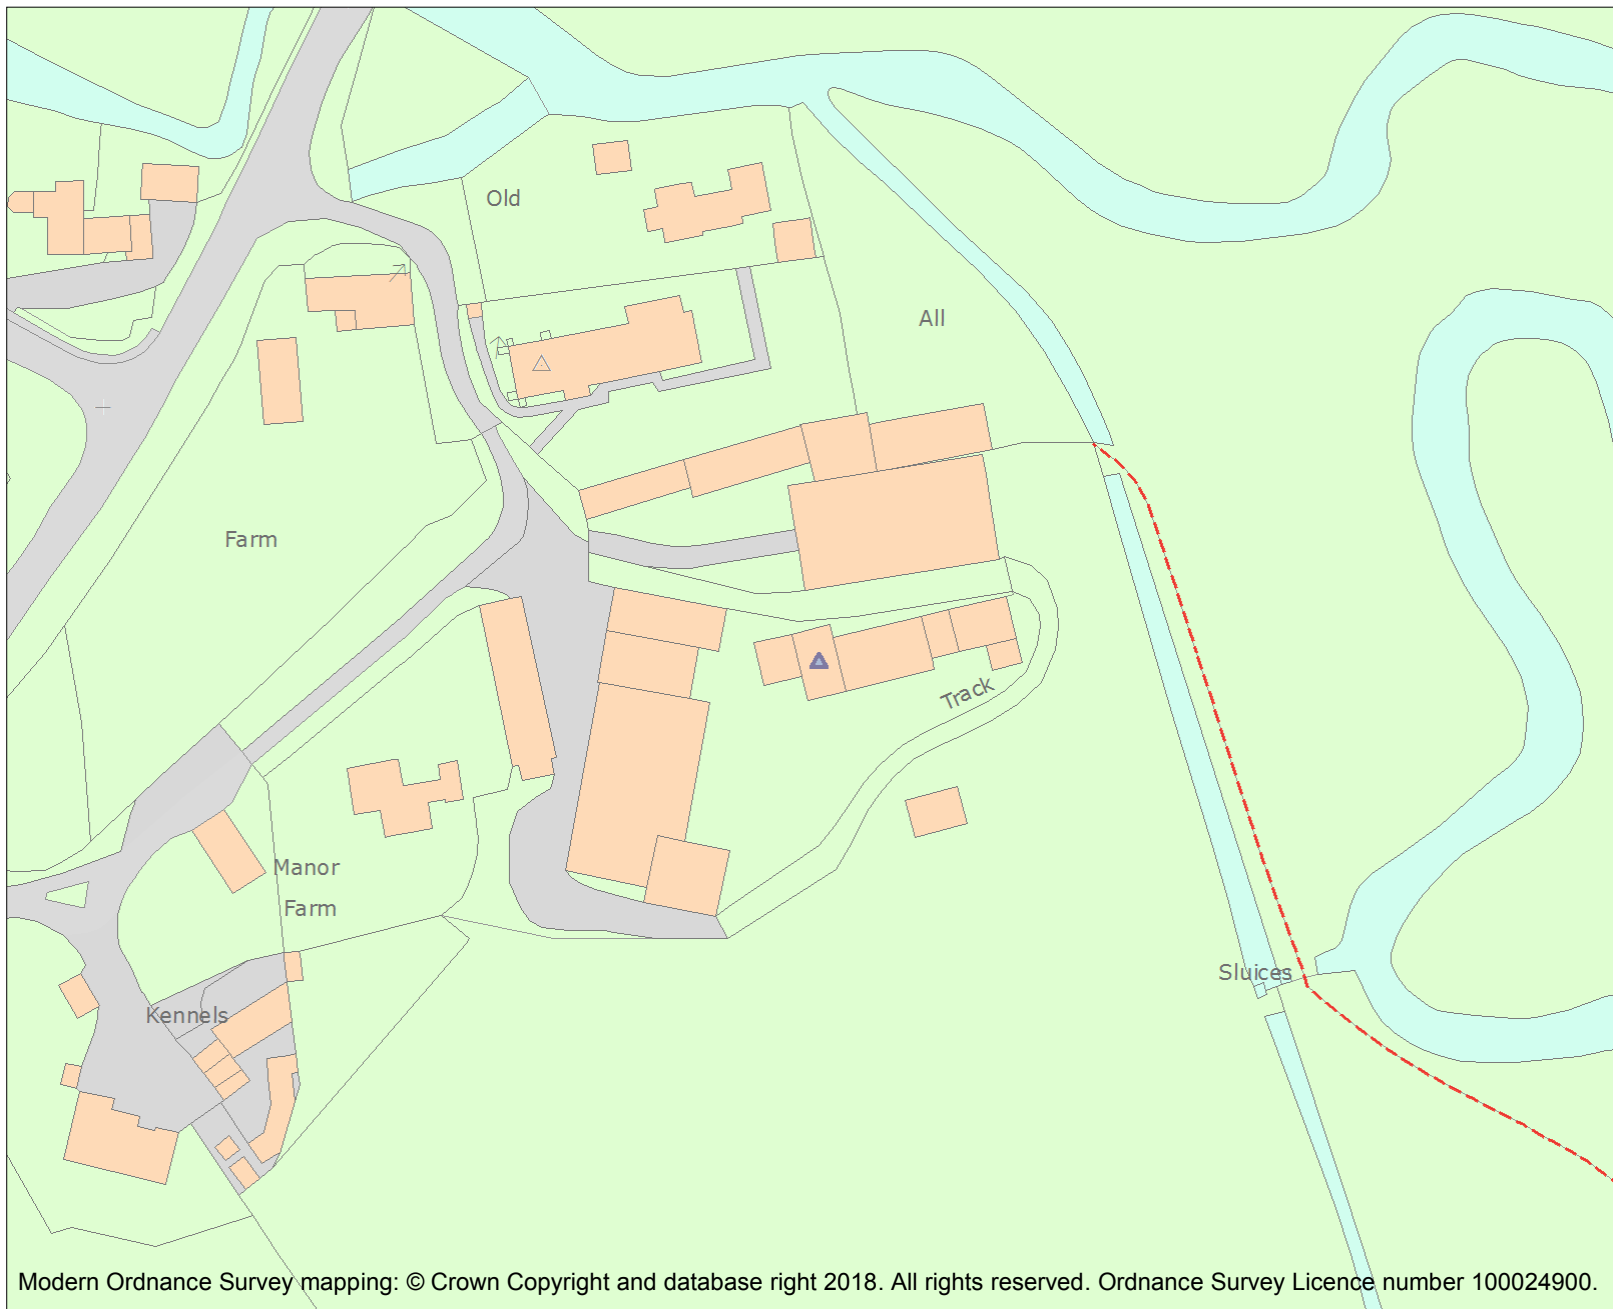 Old
All
Farm
Track
Manor
Farm
Sluices
Kennels
Modern Ordnance Survey mapping: © Crown Copyright and database right 2018. All rights reserved. Ordnance Survey Licence number 100024900.